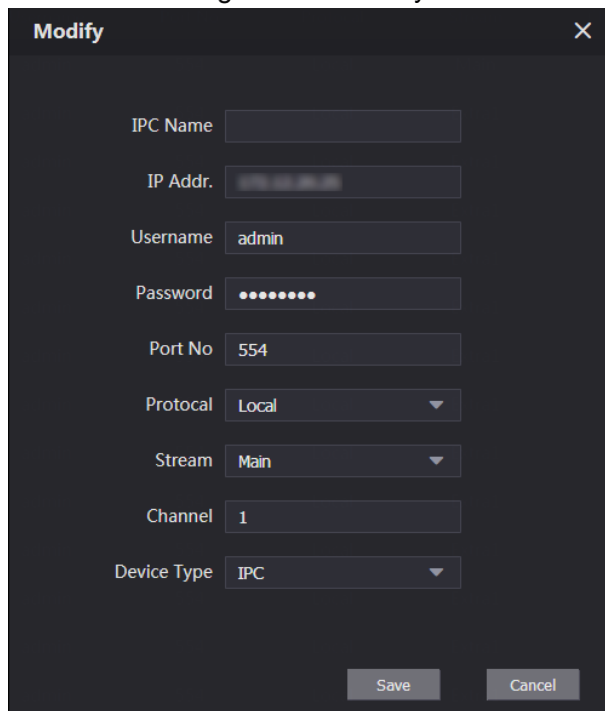 Modify
IPC Name
IP Addr.
Username admin
Password ●●●●●●●●
Port No 554
Protocal Local
Stream Main
Channel 1
Device Type IPC
Save Cancel